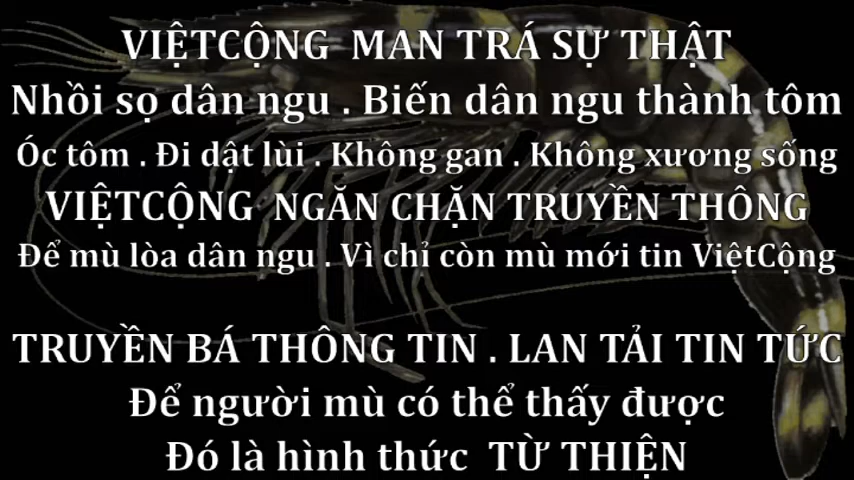 VIỆTCỘNG MAN TRÁ SỰ THẬT
Nhồi sọ dân ngu . Biến dân ngu thành tôm
Óc tôm . Đi dật lùi . Không gan . Không xương sống
VIỆTCỘNG NGĂN CHẶN TRUYỀN THÔNG
Để mù lòa dân ngu . Vì chỉ còn mù mới tin ViệtCộng
TRUYỀN BÁ THÔNG TIN . LAN TẢI TIN TỨC
Để người mù có thể thấy được
Đó là hình thức TỪ THIỆN